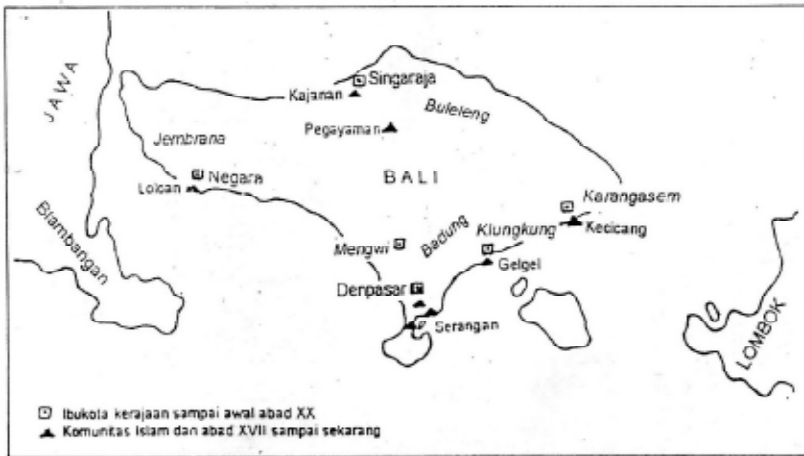 JAWA
Singaraja
Kajanan
Buleleng
Pegayaman
Jembrana
Negara
Loloan
BALI
Blambangan
Karangasem
Kecicang
Klungkung
Badung
Mengwi
Gelgel
Denpasar
Serangan
LOMBOK
Ibukota kerajaan sampai awal abad XX
Komunitas Islam dan abad XVII sampai sekarang